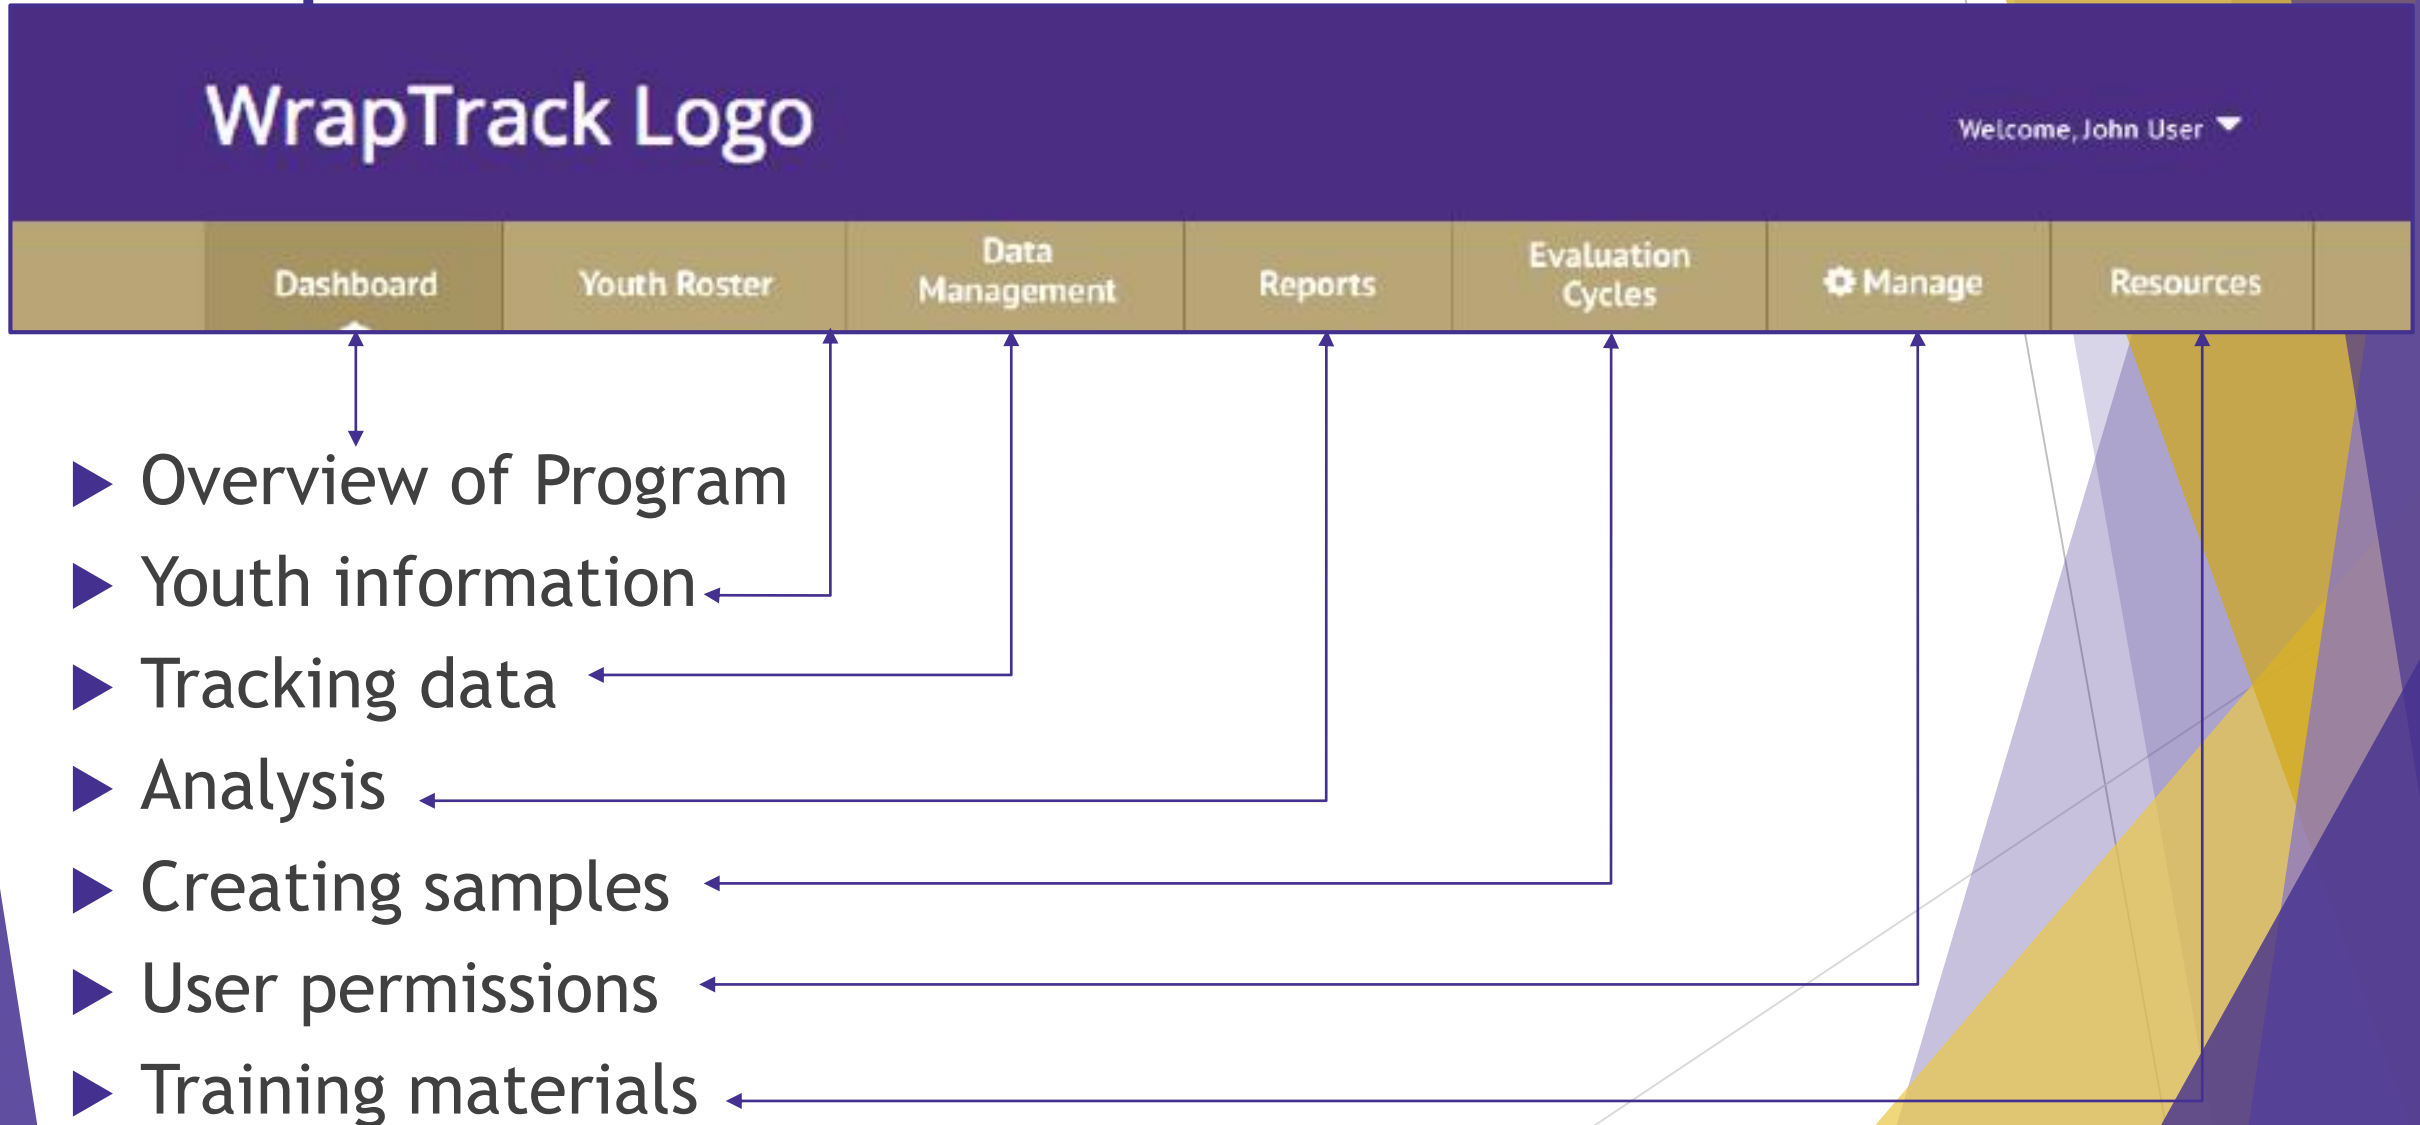 WrapTrack Logo
Welcome, John User
Dashboard
Youth Roster
Data
Management
Reports
Evaluation
Cycles
Manage
Resources
Overview of Program
Youth information
Tracking data
Analysis
Creating samples
User permissions
Training materials